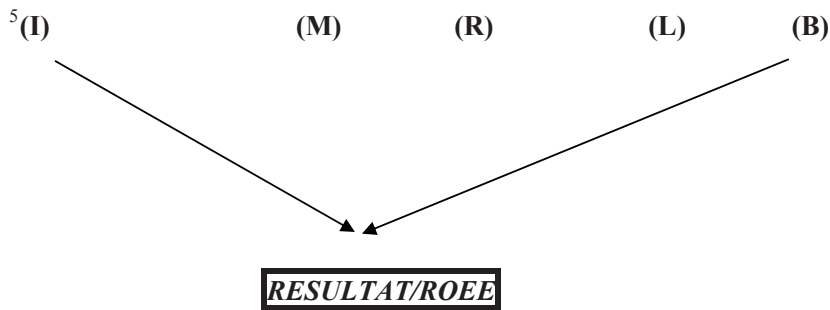 ⁵(I) (M) (R) (L) (B)
RESULTAT/ROEE